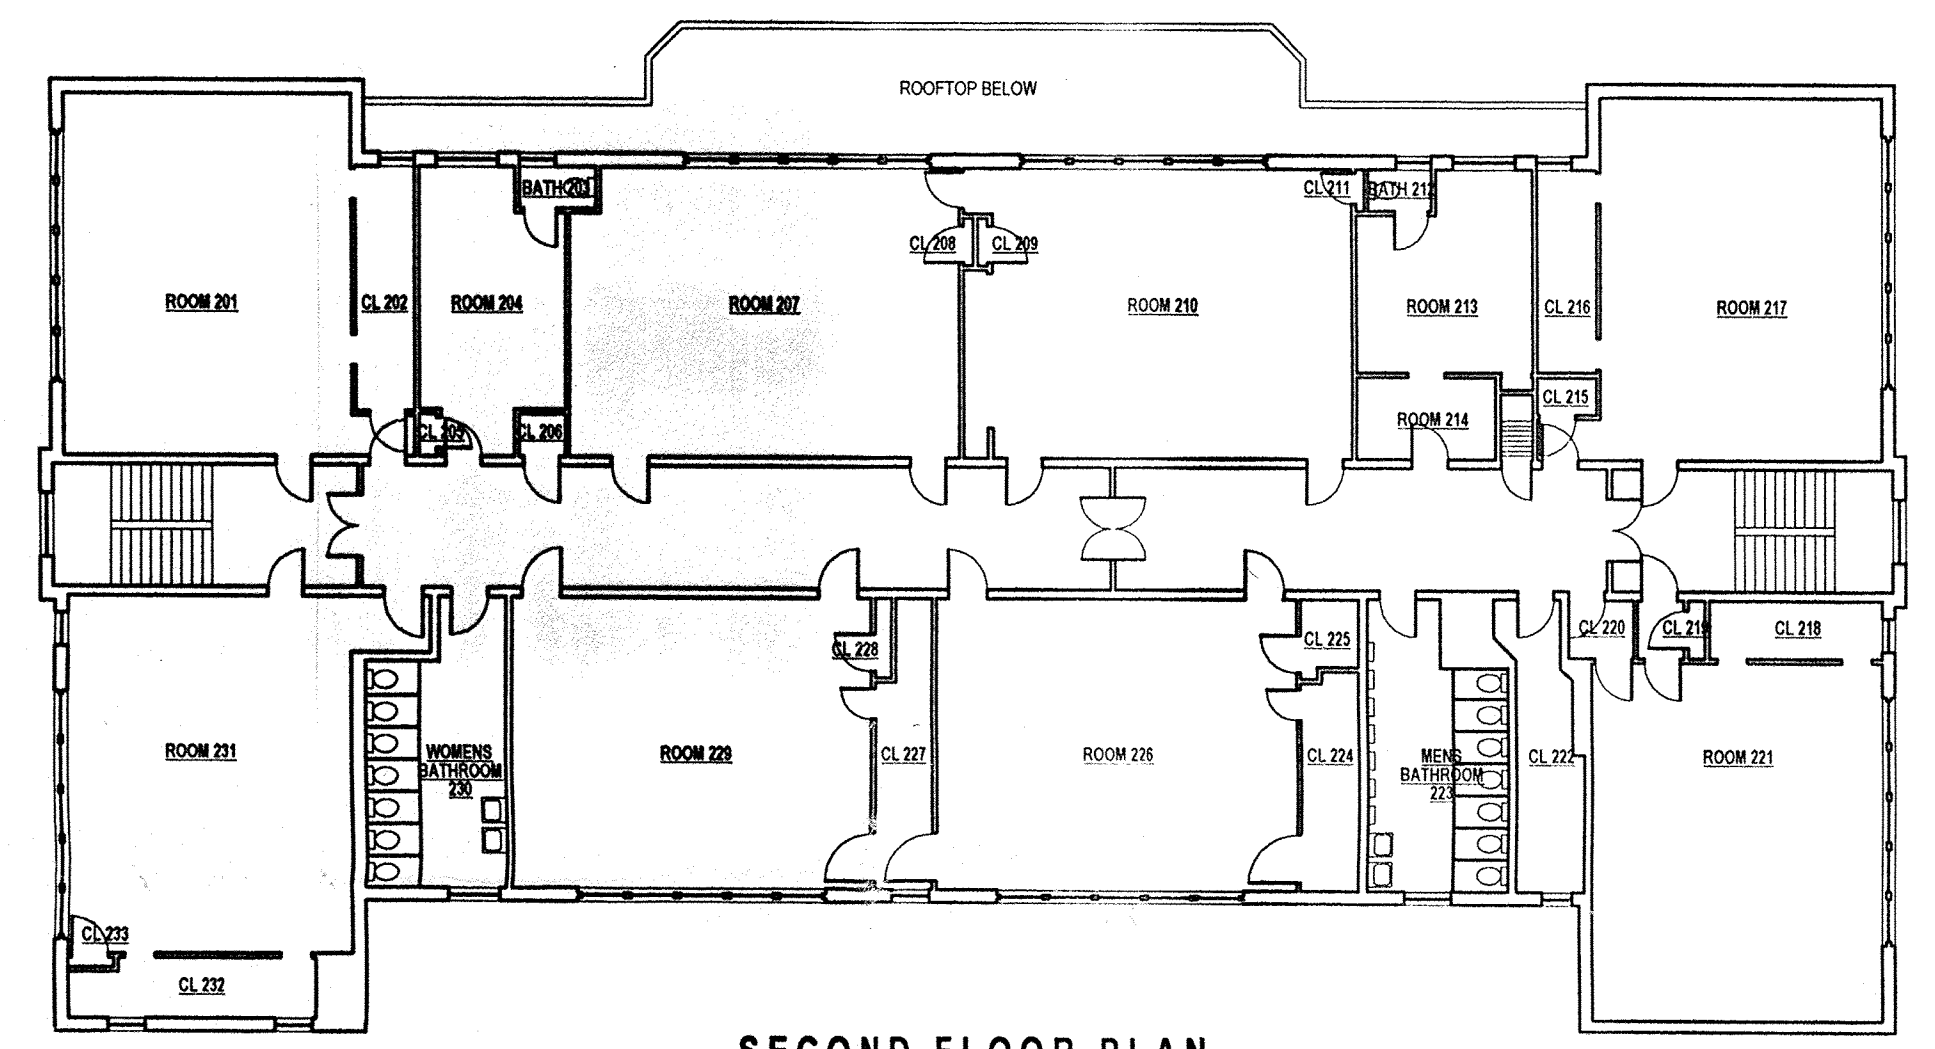 ROOFTOP BELOW
BATH 203
CL 211
BATH 212
CL 208
CL 209
ROOM 201
CL 202
ROOM 204
ROOM 207
ROOM 210
ROOM 213
CL 216
ROOM 217
CL 215
CL 205
CL 206
ROOM 214
CL 228
CL 225
CL 220
CL 219
CL 218
ROOM 231
WOMENS
BATHROOM
230
ROOM 229
CL 227
ROOM 226
CL 224
MENS
BATHROOM
223
CL 222
ROOM 221
CL 233
CL 232
SECOND FLOOR PLAN